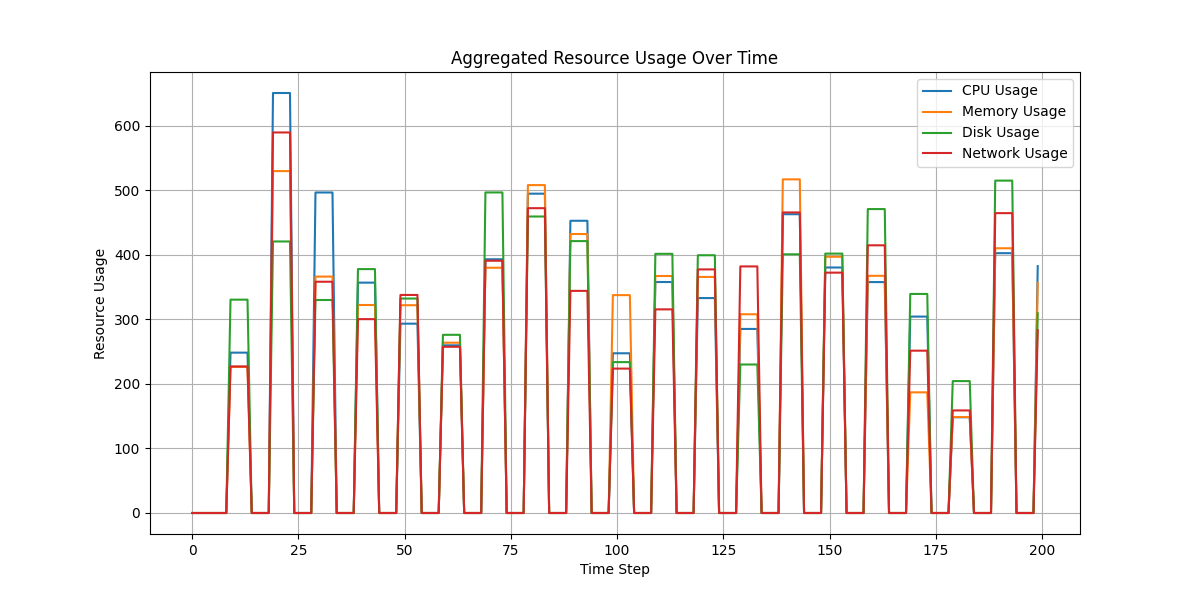 Aggregated Resource Usage Over Time
CPU Usage
Memory Usage
Disk Usage
Network Usage
Resource Usage
600
500
400
300
200
100
0
0 25 50 75 100 125 150 175 200
Time Step